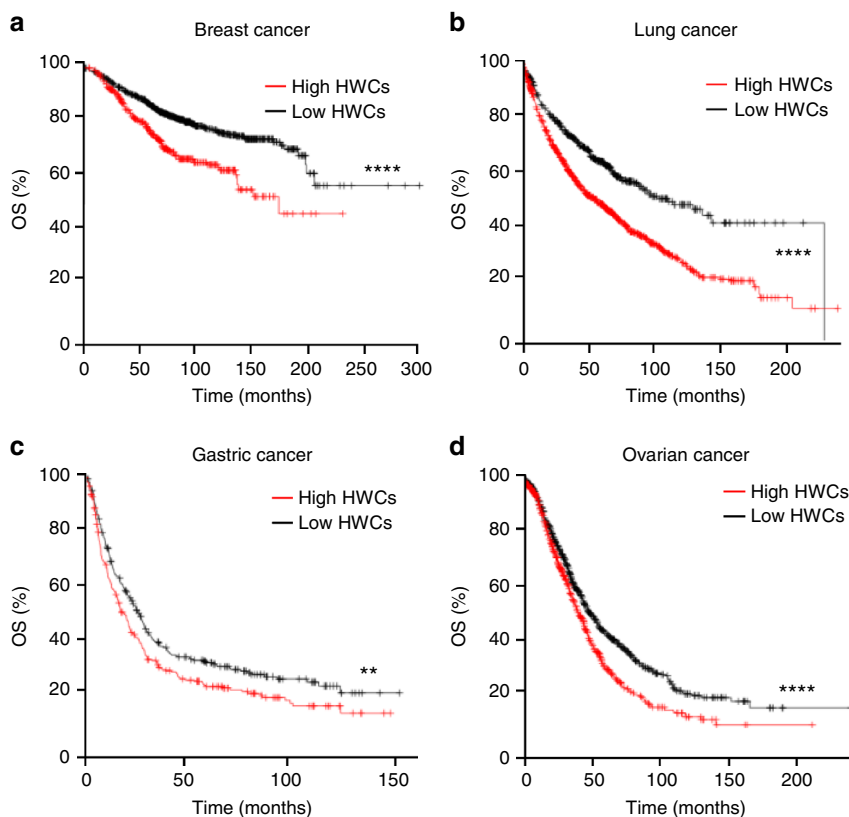 a
Breast cancer
100
80
60
40
20
0
OS (%)
High HWCs
Low HWCs
****
0 50 100 150 200 250 300
Time (months)
b
Lung cancer
100
80
60
40
20
0
OS (%)
High HWCs
Low HWCs
****
0 50 100 150 200
Time (months)
c
Gastric cancer
100
80
60
40
20
0
OS (%)
High HWCs
Low HWCs
**
0 50 100 150
Time (months)
d
Ovarian cancer
100
80
60
40
20
0
OS (%)
High HWCs
Low HWCs
****
0 50 100 150 200
Time (months)